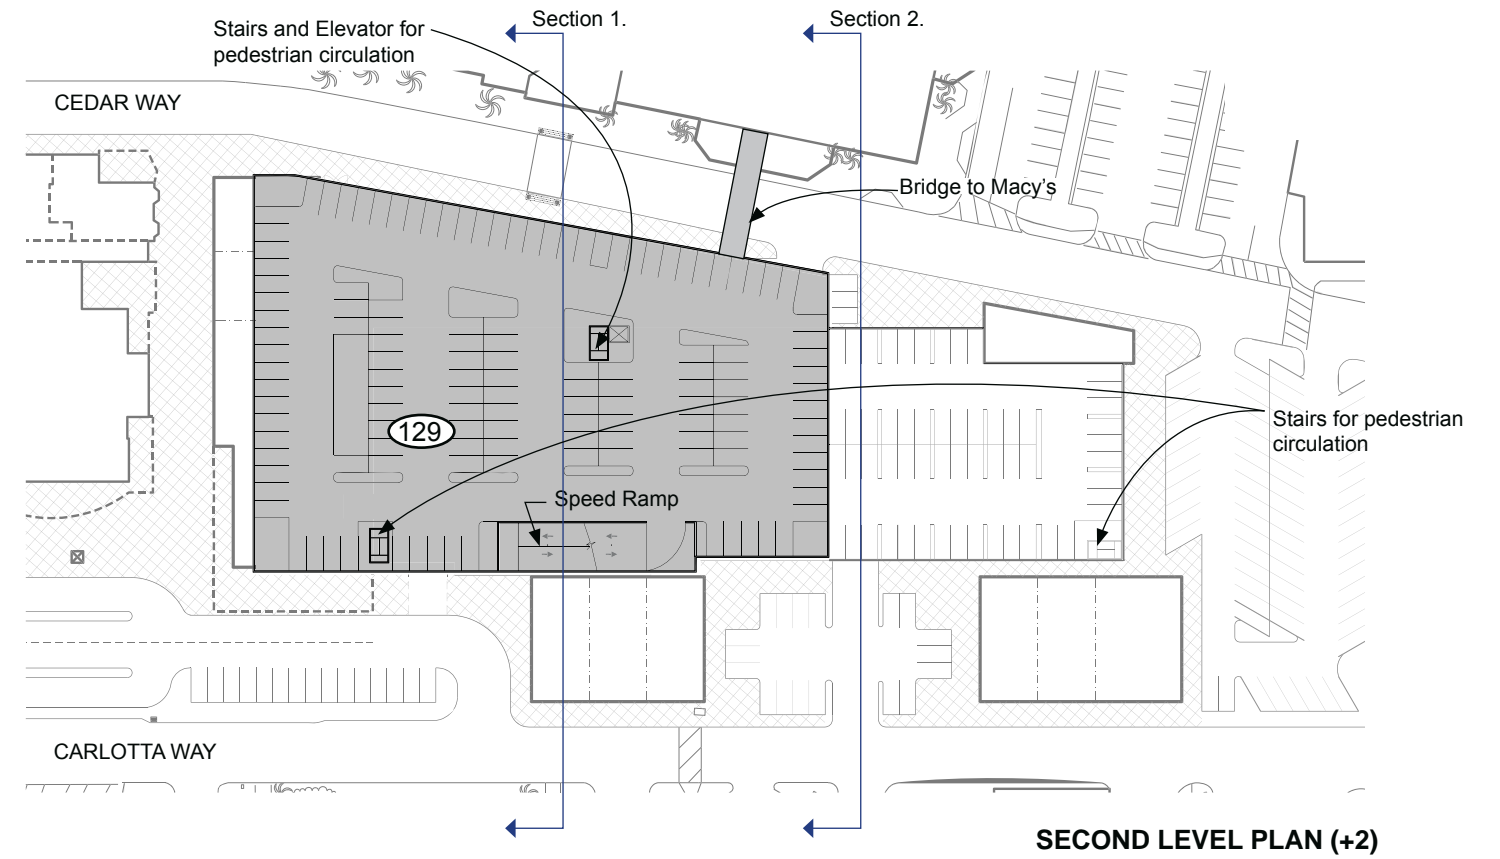 Stairs and Elevator for
pedestrian circulation
Section 1.
Section 2.
CEDAR WAY
Bridge to Macy's
129
Stairs for pedestrian
circulation
Speed Ramp
CARLOTTA WAY
SECOND LEVEL PLAN (+2)